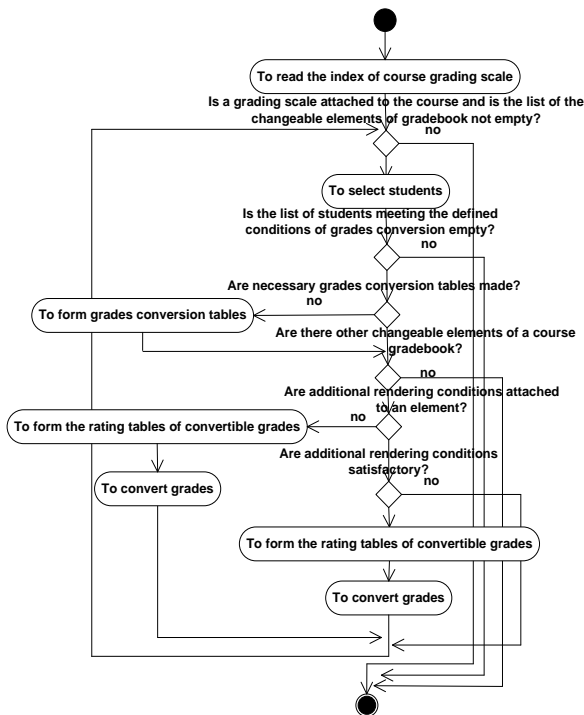 To read the index of course grading scale
Is a grading scale attached to the course and is the list of the
changeable elements of gradebook not empty?
no
To select students
Is the list of students meeting the defined
conditions of grades conversion empty?
no
Are necessary grades conversion tables made?
no
To form grades conversion tables
Are there other changeable elements of a course
gradebook?
no
Are additional rendering conditions attached
to an element?
no
To form the rating tables of convertible grades
Are additional rendering conditions
satisfactory?
no
To convert grades
To form the rating tables of convertible grades
To convert grades